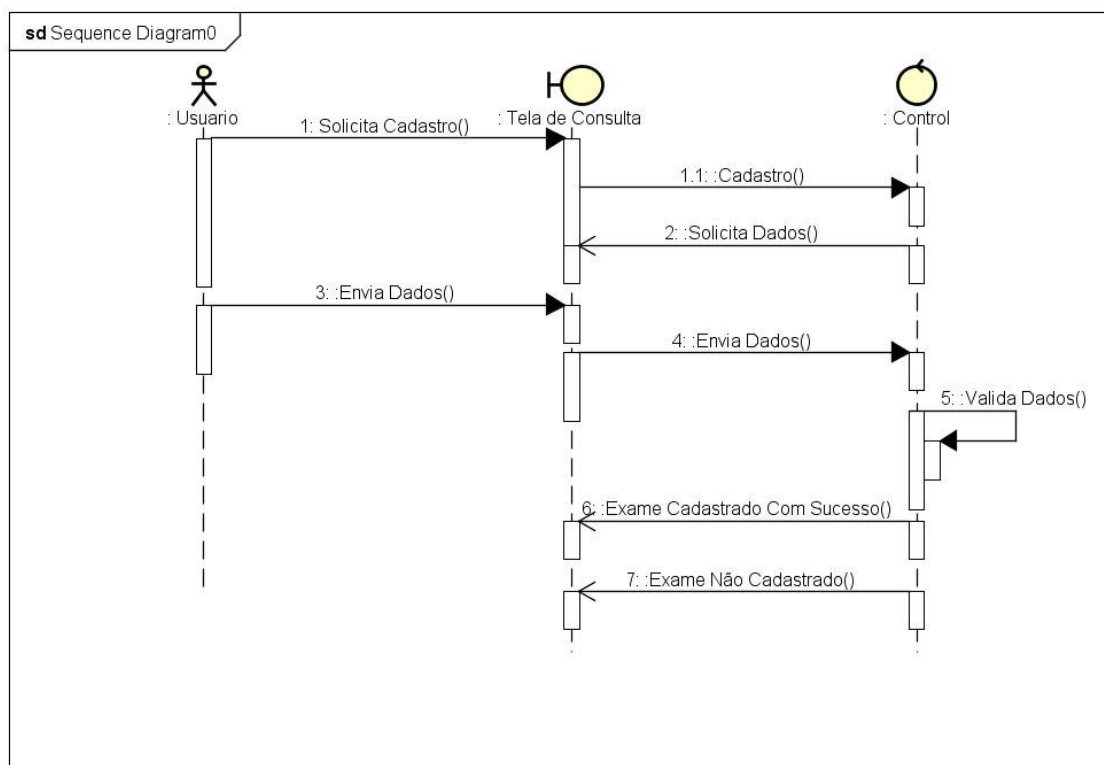 sd Sequence Diagram0
: Usuario
: Tela de Consulta
: Control
1: Solicita Cadastro()
1.1: :Cadastro()
2: :Solicita Dados()
3: :Envia Dados()
4: :Envia Dados()
5: :Valida Dados()
6: :Exame Cadastrado Com Sucesso()
7: :Exame Não Cadastrado()